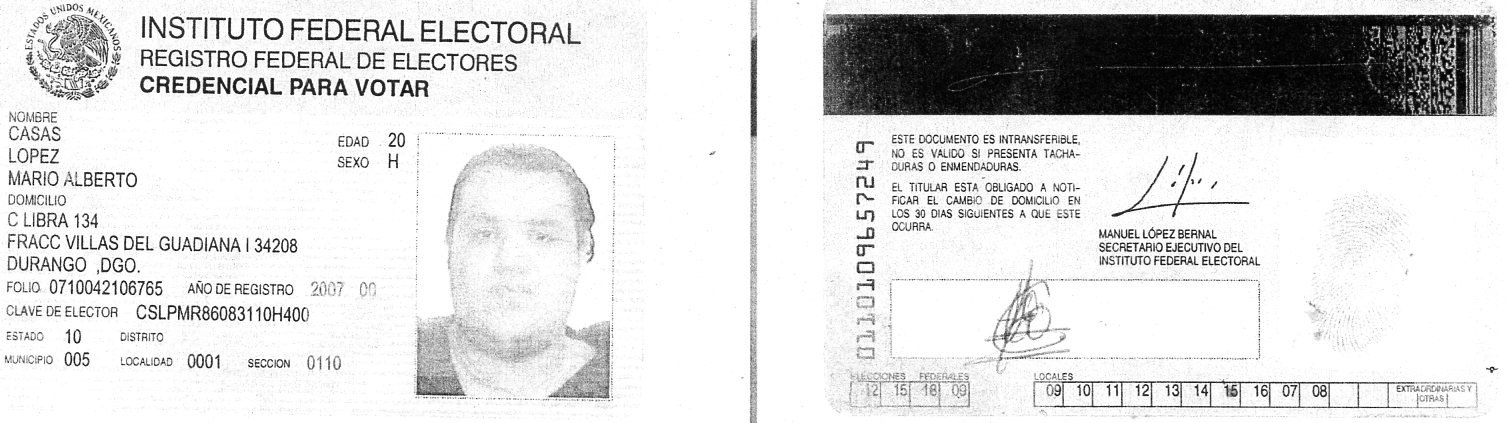 ESTADOS UNIDOS MEXICANOS
INSTITUTO FEDERAL ELECTORAL
REGISTRO FEDERAL DE ELECTORES
CREDENCIAL PARA VOTAR
NOMBRE
CASAS
LOPEZ
MARIO ALBERTO
EDAD 20
SEXO H
DOMICILIO
C LIBRA 134
FRACC VILLAS DEL GUADIANA I 34208
DURANGO ,DGO.
FOLIO 0710042106765 AÑO DE REGISTRO 2007 00
CLAVE DE ELECTOR CSLPMR86083110H400
ESTADO 10 DISTRITO
MUNICIPIO 005 LOCALIDAD 0001 SECCION 0110
0110109657249
ESTE DOCUMENTO ES INTRANSFERIBLE,
NO ES VALIDO SI PRESENTA TACHA-
DURAS O ENMENDADURAS.
EL TITULAR ESTA OBLIGADO A NOTI-
FICAR EL CAMBIO DE DOMICILIO EN
LOS 30 DIAS SIGUIENTES A QUE ESTE
OCURRA.
MANUEL LÓPEZ BERNAL
SECRETARIO EJECUTIVO DEL
INSTITUTO FEDERAL ELECTORAL
ELECCIONES FEDERALES
12 15 18 09
LOCALES
09 10 11 12 13 14 15 16 07 08
EXTRAORDINARIAS Y
OTRAS